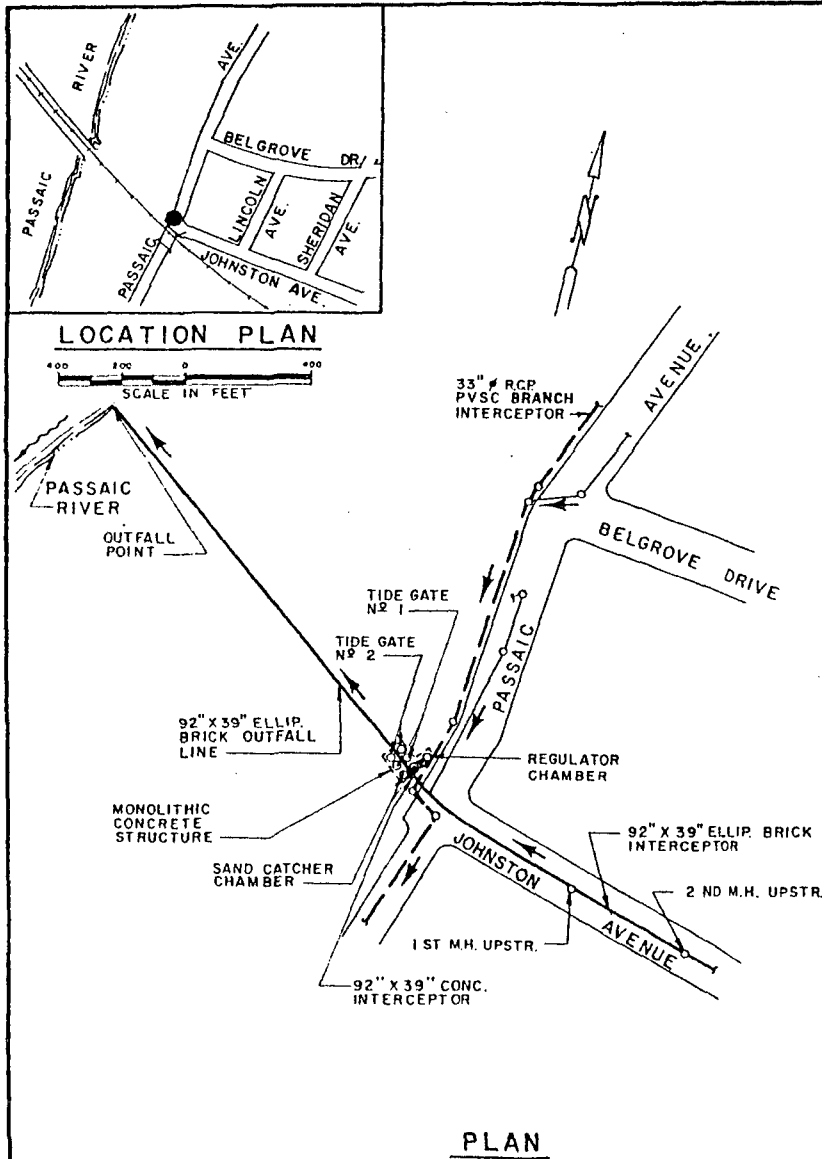 RIVER
PASSAIC
AVE.
BELGROVE DR.
LINCOLN
AVE.
SHERIDAN
AVE.
PASSAIC
JOHNSTON AVE.
LOCATION PLAN
400 200 0 400
SCALE IN FEET
N
33" ø R.C.P.
PVSC BRANCH
INTERCEPTOR
AVENUE
PASSAIC
RIVER
OUTFALL
POINT
BELGROVE DRIVE
TIDE GATE
Nº 1
TIDE GATE
Nº 2
PASSAIC
92" X 39" ELLIP.
BRICK OUTFALL
LINE
REGULATOR
CHAMBER
MONOLITHIC
CONCRETE
STRUCTURE
92" X 39" ELLIP. BRICK
INTERCEPTOR
SAND CATCHER
CHAMBER
JOHNSTON
AVENUE
2 ND M.H. UPSTR.
1 ST M.H. UPSTR.
92" X 39" CONC.
INTERCEPTOR
PLAN